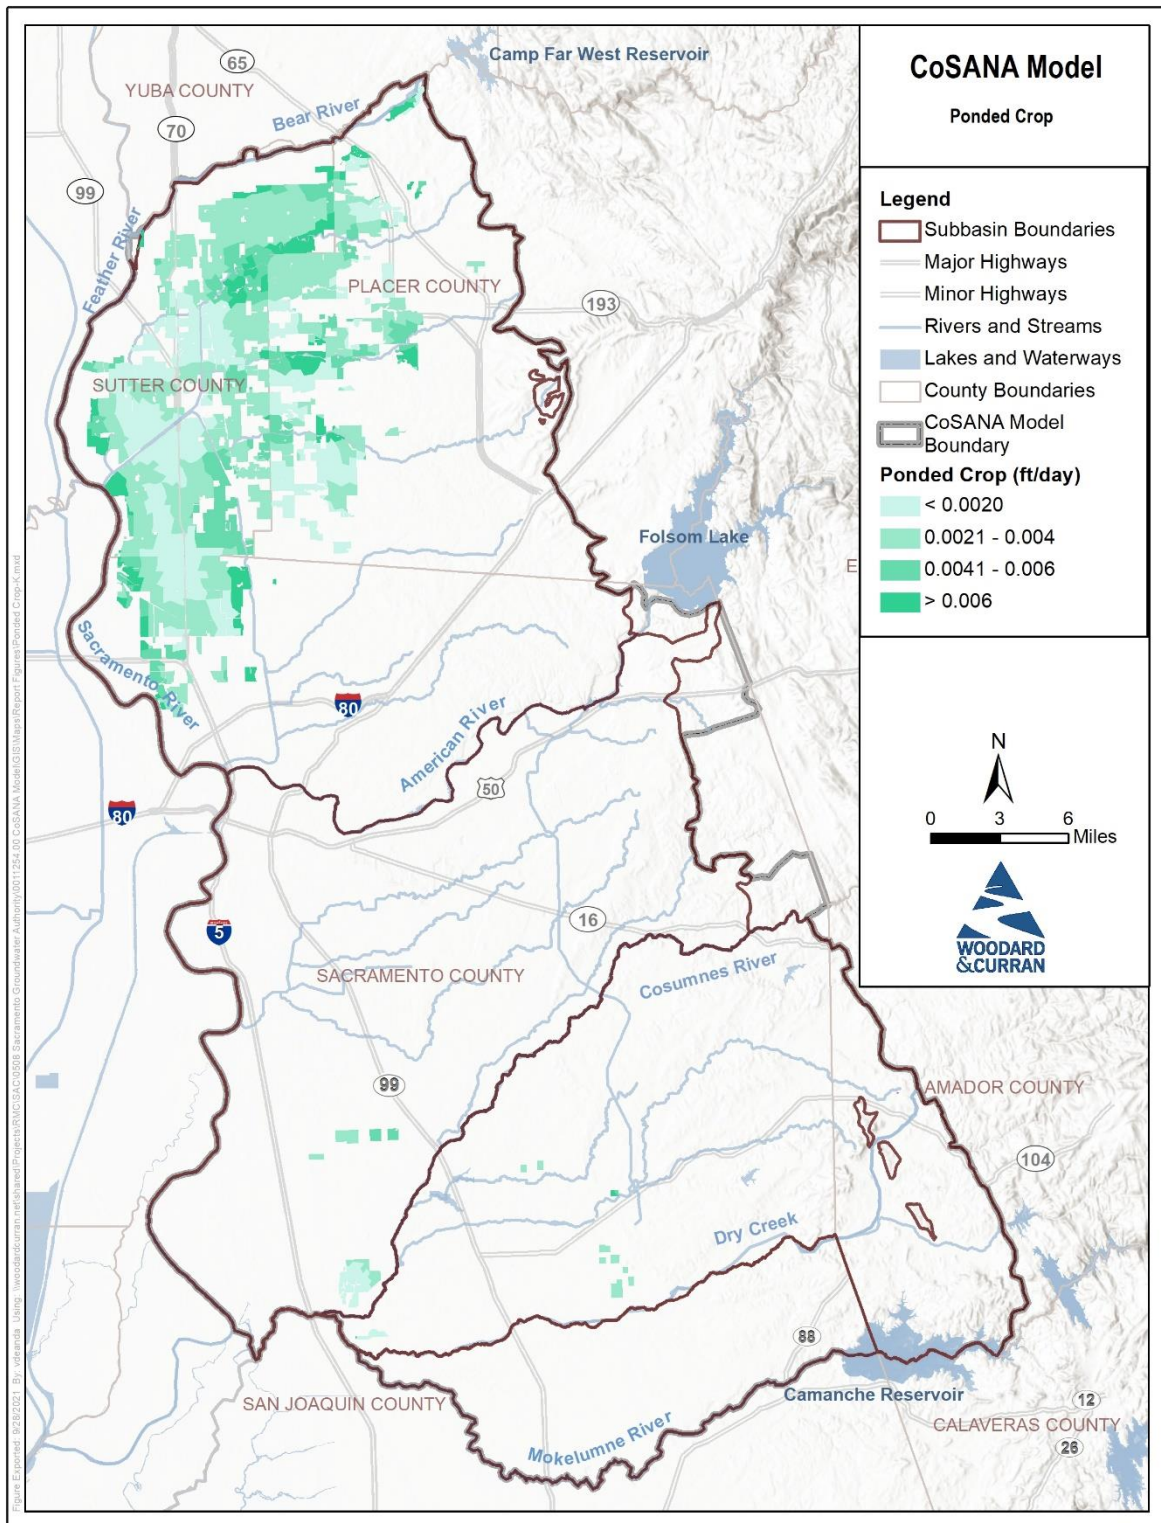 CoSANA Model
Ponded Crop
Legend
Subbasin Boundaries
Major Highways
Minor Highways
Rivers and Streams
Lakes and Waterways
County Boundaries
CoSANA Model
Boundary
Ponded Crop (ft/day)
< 0.0020
0.0021 - 0.004
0.0041 - 0.006
> 0.006
N
0 3 6
Miles
WOODARD
&CURRAN
Camp Far West Reservoir
65
YUBA COUNTY
Bear River
70
99
Feather River
PLACER COUNTY
193
SUTTER COUNTY
Folsom Lake
E
Sacramento River
80
American River
50
80
16
5
SACRAMENTO COUNTY
Cosumnes River
99
AMADOR COUNTY
104
Dry Creek
88
Camanche Reservoir
SAN JOAQUIN COUNTY
12
CALAVERAS COUNTY
26
Mokelumne River